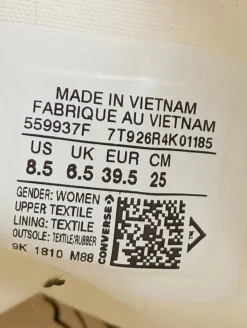 MADE IN VIETNAM
FABRIQUE AU VIETNAM
559937F 7T926R4K01185
US UK EUR CM
8.5 6.5 39.5 25
GENDER: WOMEN
UPPER TEXTILE
LINING: TEXTILE
OUTSOLE: TEXTILE/RUBBER
9K 1810 M88
CONVERSE